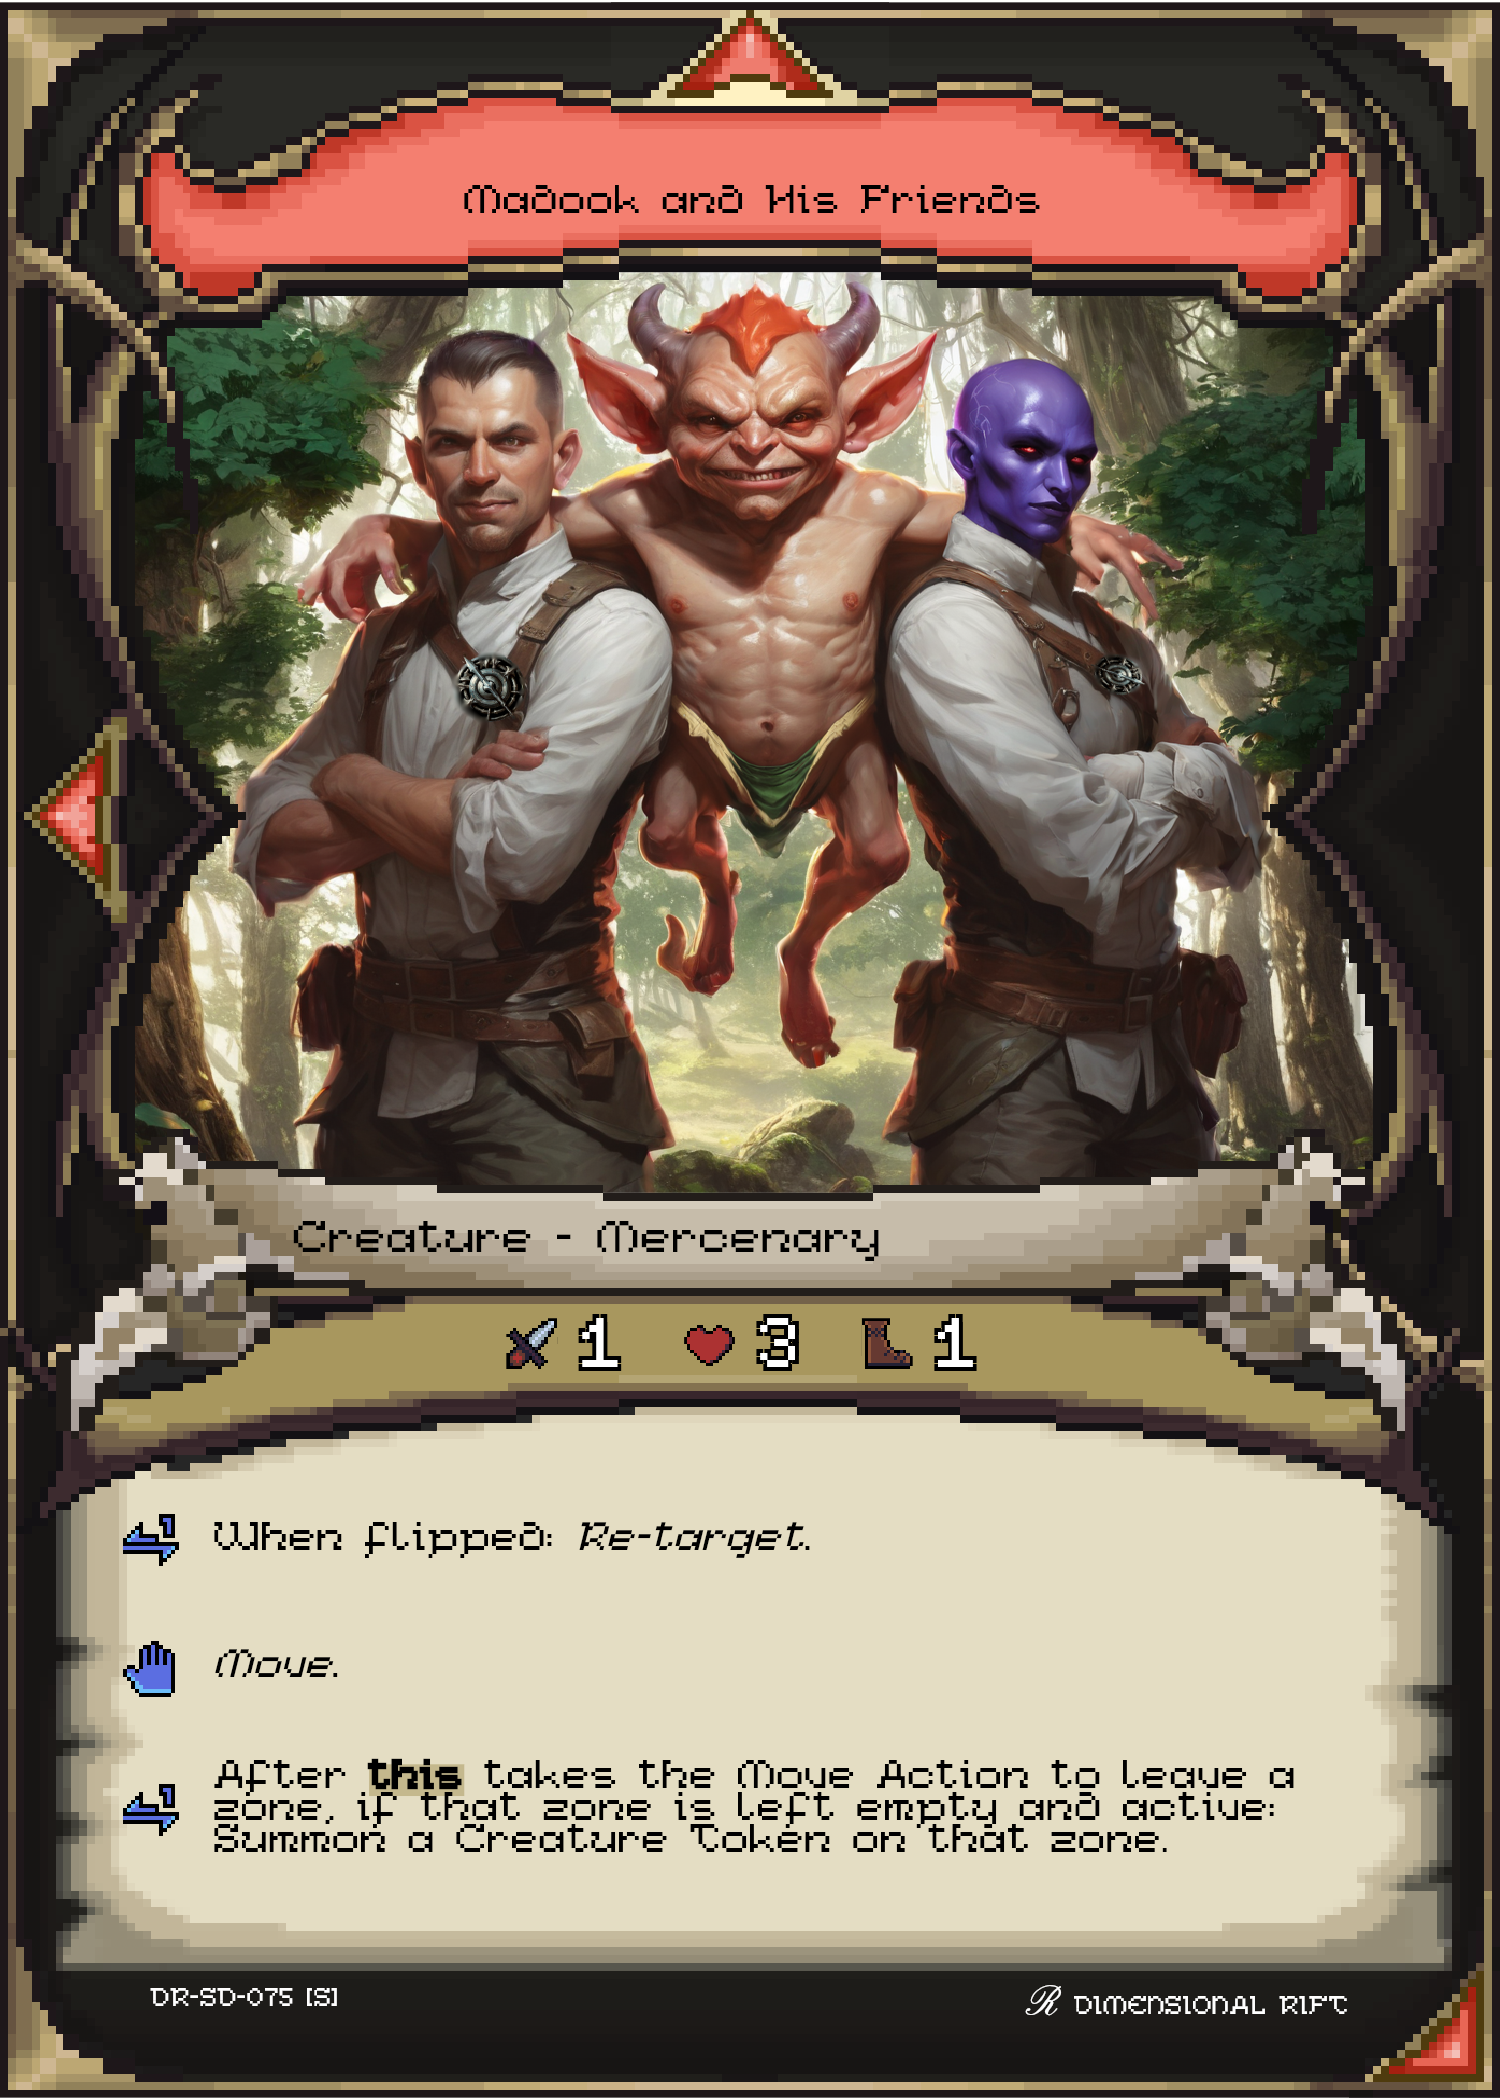 Madook and His Friends
Creature - Mercenary
1 3 1
When flipped: Re-target.
Move.
After this takes the Move Action to leave a
zone, if that zone is left empty and active:
Summon a Creature Token on that zone.
DR-SD-075 [S]
R DIMENSIONAL RIFT